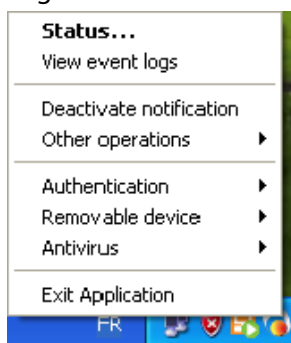 Status...
View event logs
Deactivate notification
Other operations
Authentication
Removable device
Antivirus
Exit Application
FR